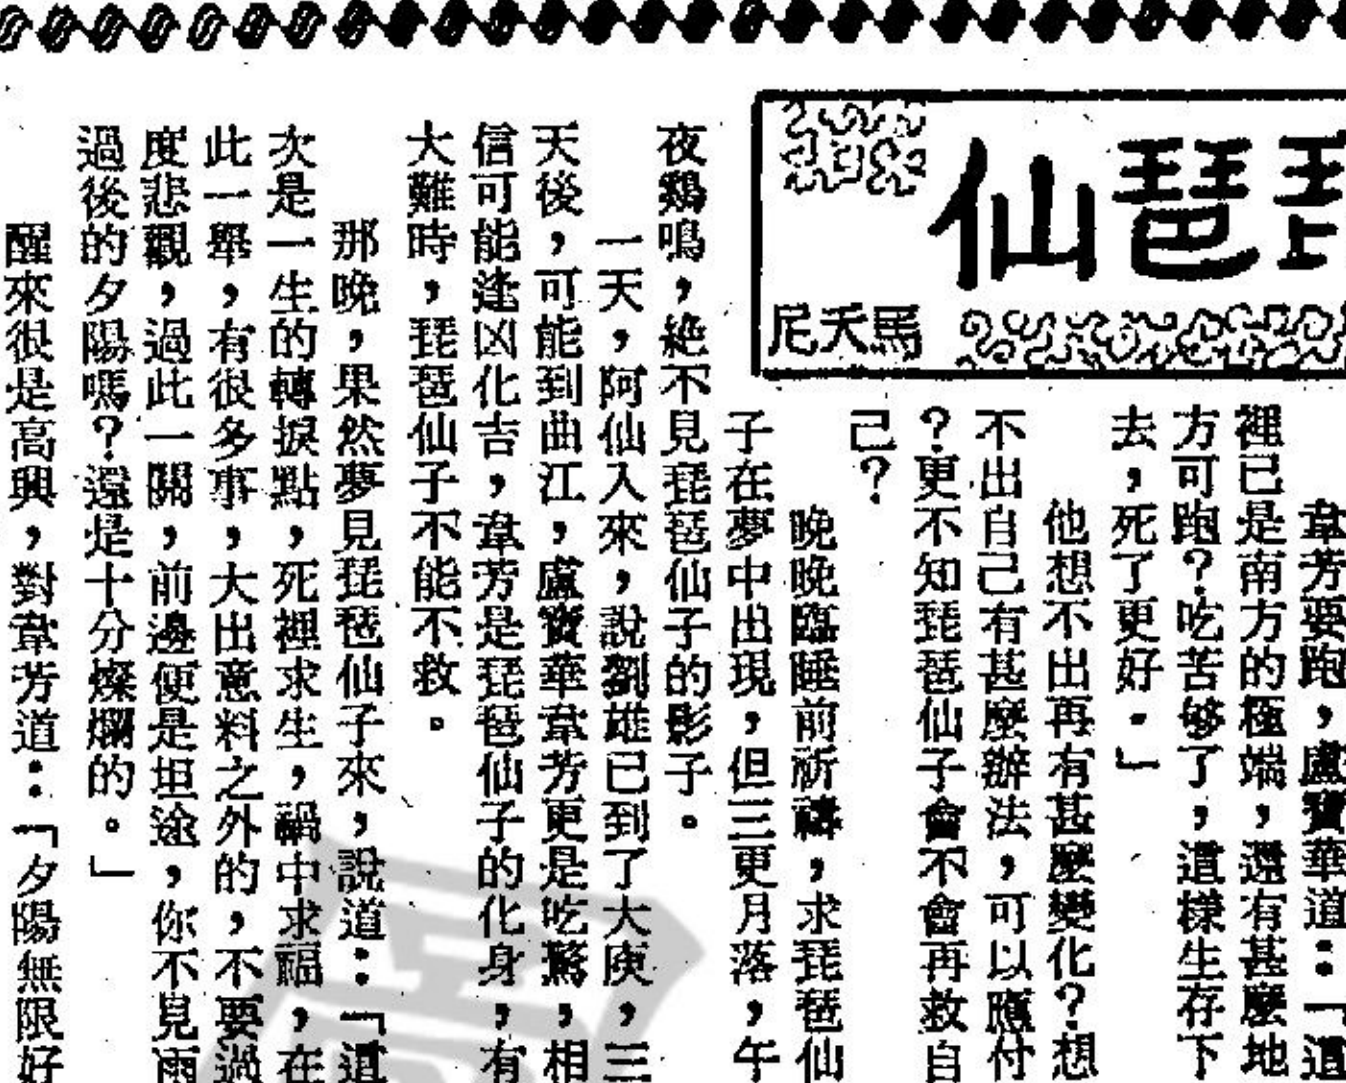 琵琶仙
馬天尼
韋芳要跑，盧寶華道：「這
裡已是南方的極端，還有甚麼地
方可跑？吃苦够了，這樣生存下
去，死了更好。」
他想不出再有甚麼變化？想
不出自己有甚麼辦法，可以應付
？更不知琵琶仙子會不會再救自
己？
晚晚臨睡前祈禱，求琵琶仙
子在夢中出現，但三更月落，午
夜鷄鳴，絶不見琵琶仙子的影子。
一天，阿仙入來，說劉雄已到了大庾，三
天後，可能到曲江，盧寶華韋芳更是吃驚，相
信可能逢凶化吉，韋芳是琵琶仙子的化身，有
大難時，琵琶仙子不能不救。
那晚，果然夢見琵琶仙子來，說道：「這
次是一生的轉捩點，死裡求生，禍中求福，在
此一舉，有很多事，大出意料之外的，不要過
度悲觀，過此一關，前邊便是坦途，你不見雨
過後的夕陽嗎？還是十分燦爛的。」
醒來很是高興，對韋芳道：「夕陽無限好